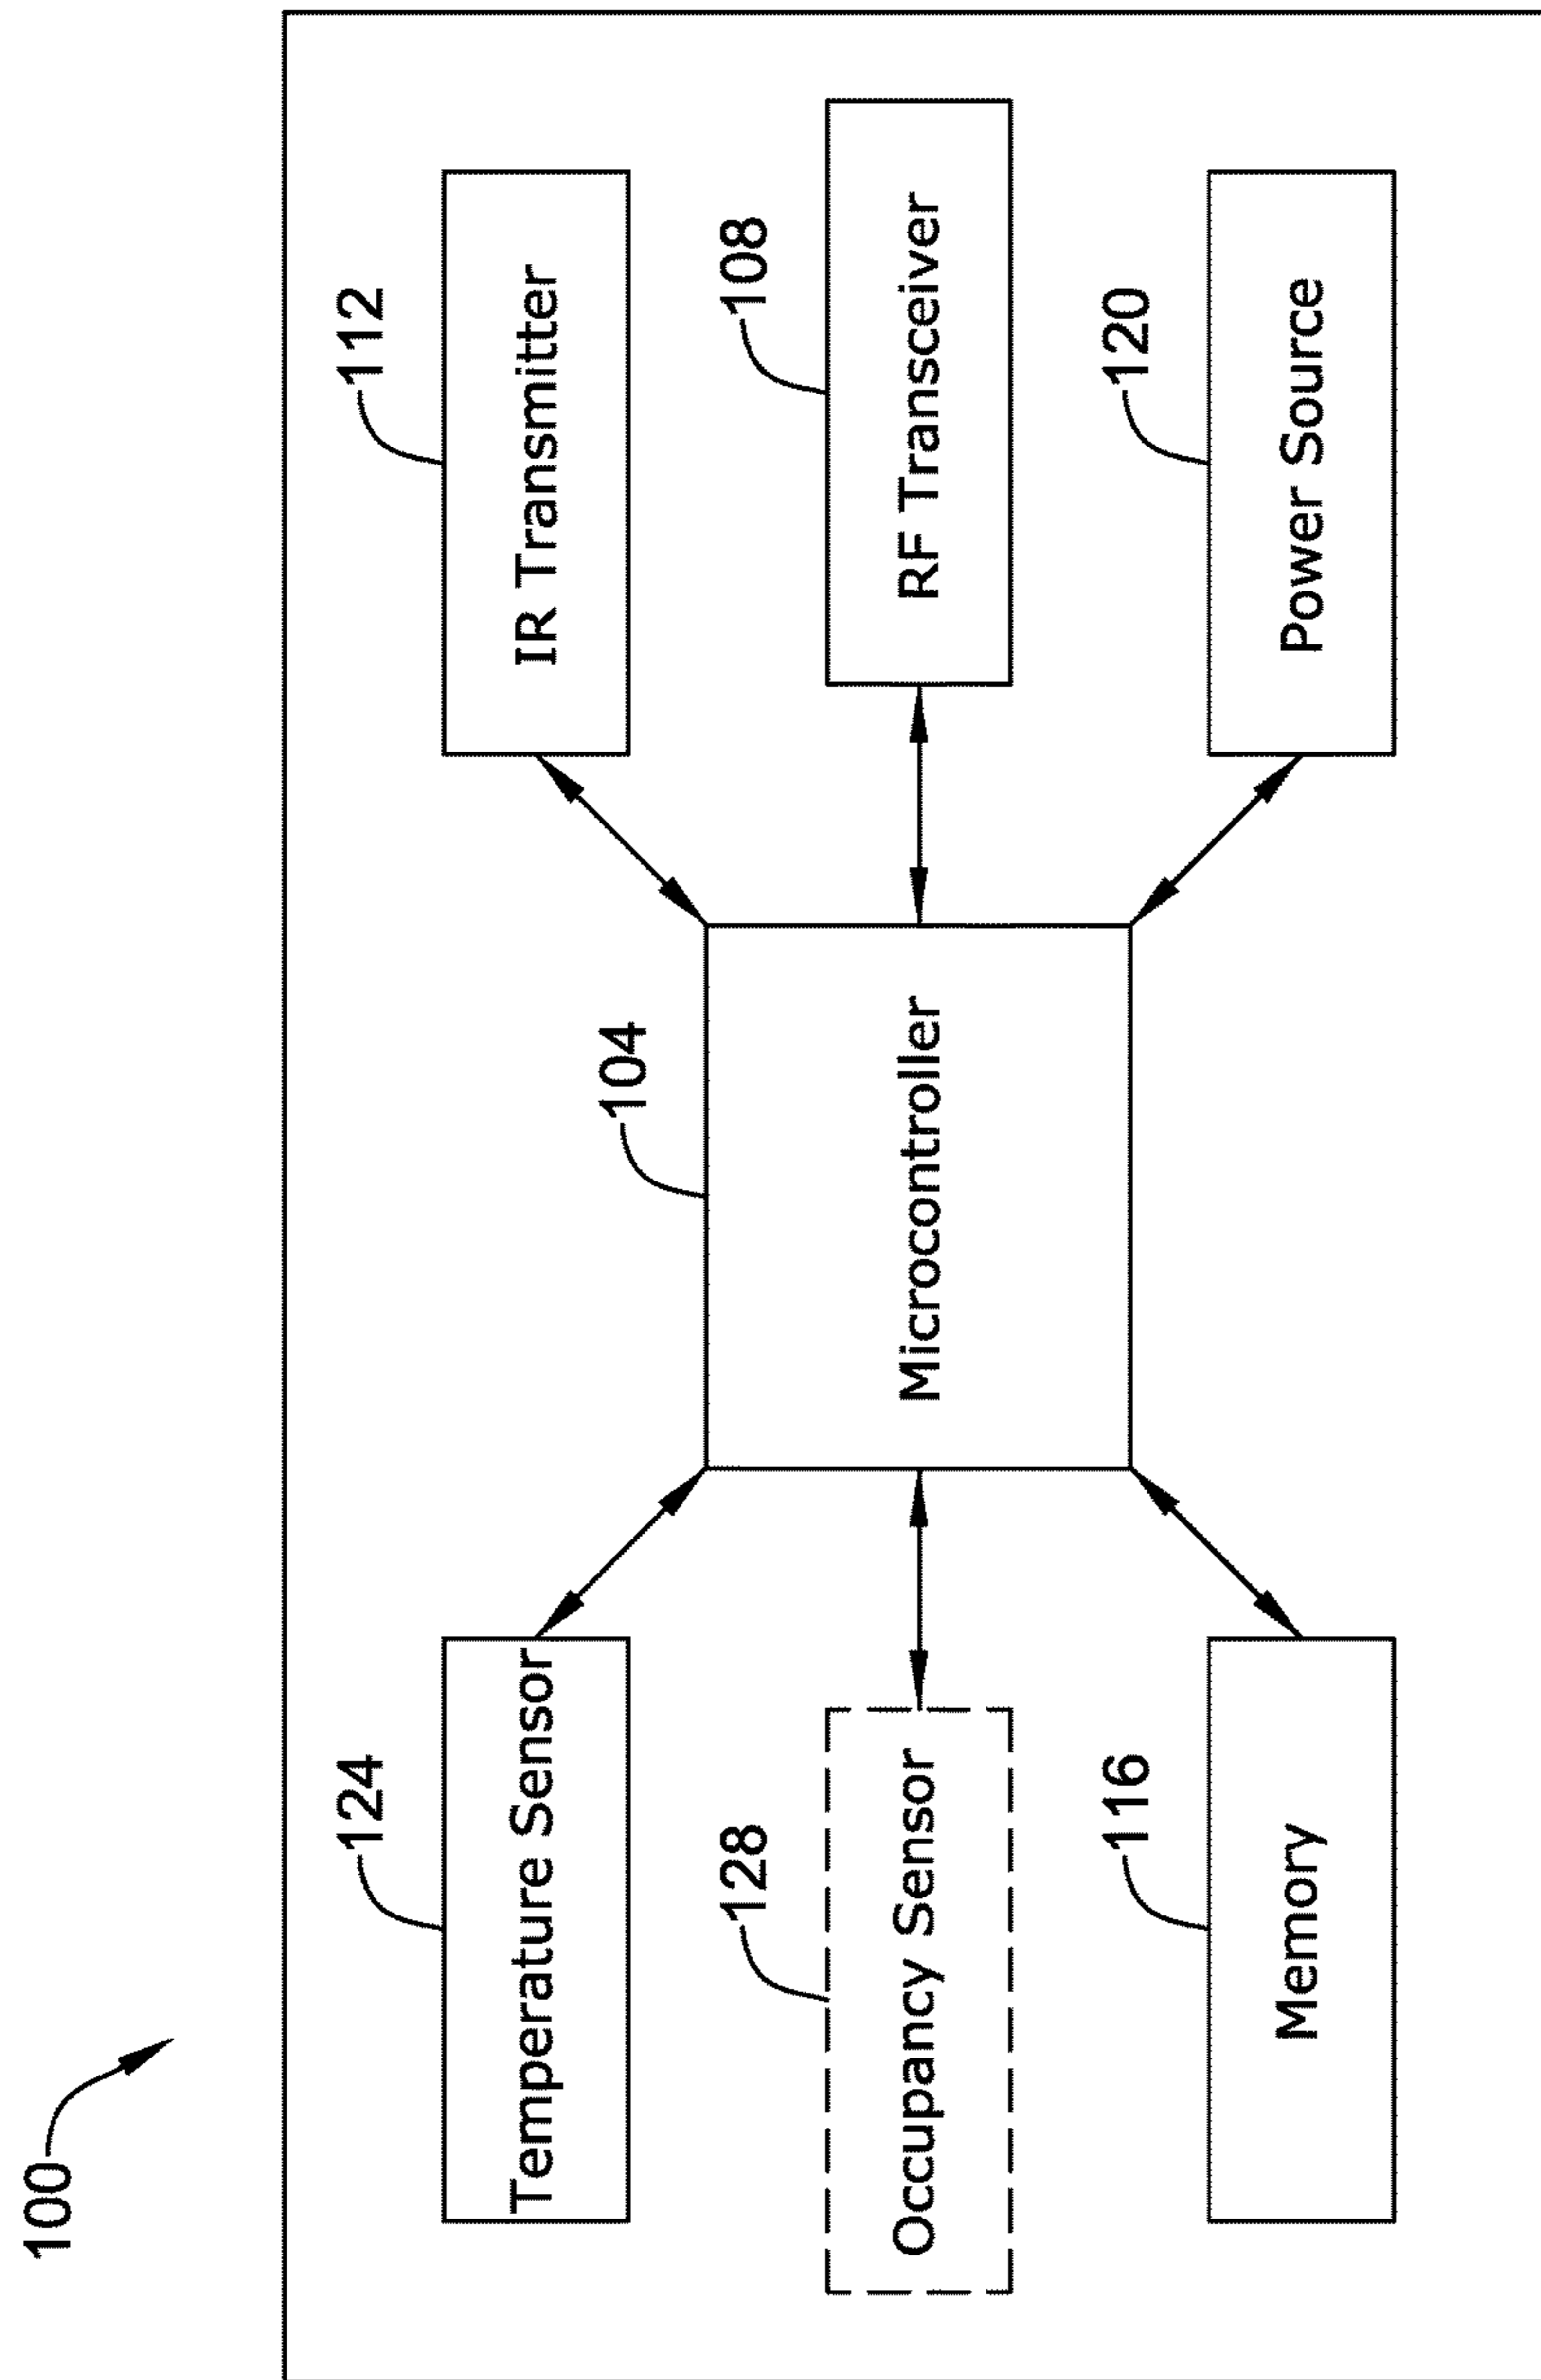 100
124
Temperature Sensor
112
IR Transmitter
104
Microcontroller
128
Occupancy Sensor
108
RF Transceiver
116
Memory
120
Power Source